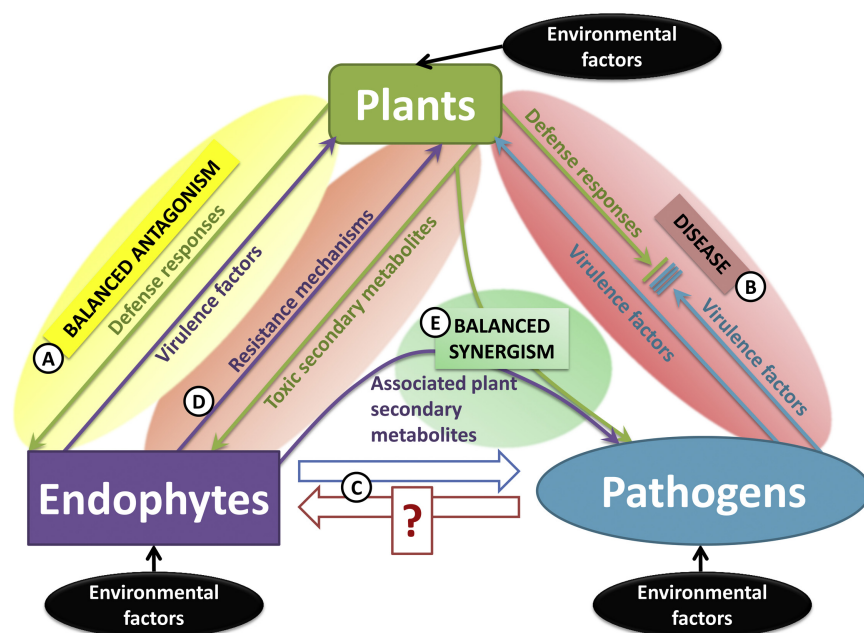 Environmental
factors
Plants
Defense responses
DISEASE
B
Virulence factors
Virulence factors
BALANCED ANTAGONISM
A
Defense responses
Virulence factors
Resistance mechanisms
D
Toxic secondary metabolites
E
BALANCED
SYNERGISM
Associated plant
secondary
metabolites
C
?
Endophytes
Pathogens
Environmental
factors
Environmental
factors